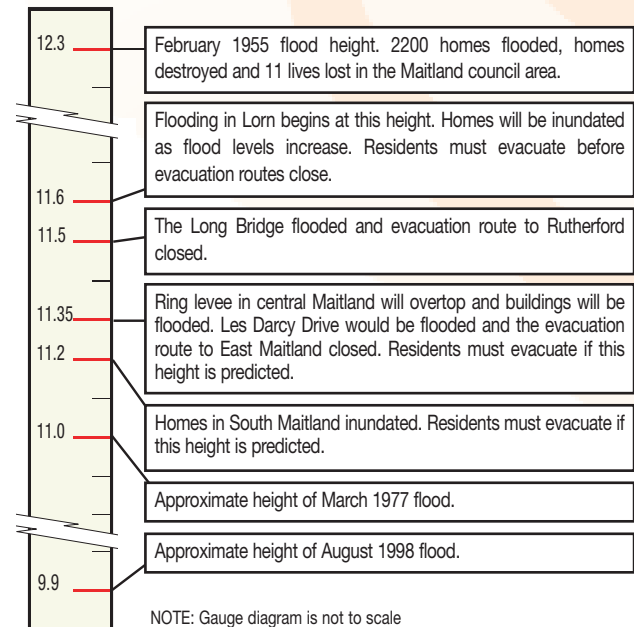 12.3
February 1955 flood height. 2200 homes flooded, homes
destroyed and 11 lives lost in the Maitland council area.
Flooding in Lorn begins at this height. Homes will be inundated
as flood levels increase. Residents must evacuate before
evacuation routes close.
11.6
The Long Bridge flooded and evacuation route to Rutherford
closed.
11.5
Ring levee in central Maitland will overtop and buildings will be
flooded. Les Darcy Drive would be flooded and the evacuation
route to East Maitland closed. Residents must evacuate if this
height is predicted.
11.35
11.2
Homes in South Maitland inundated. Residents must evacuate if
this height is predicted.
11.0
Approximate height of March 1977 flood.
Approximate height of August 1998 flood.
9.9
NOTE: Gauge diagram is not to scale